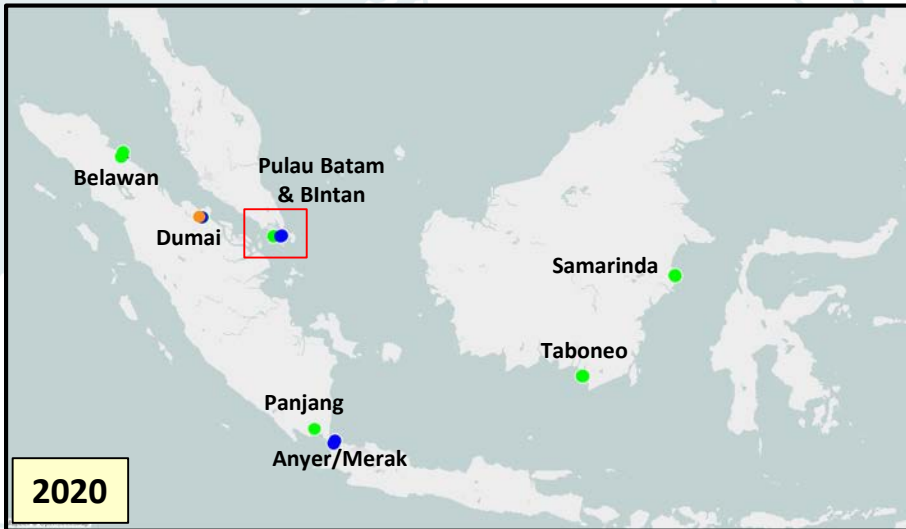 Pulau Batam
& BIntan
Belawan
Dumai
Samarinda
Taboneo
Panjang
Anyer/Merak
2020